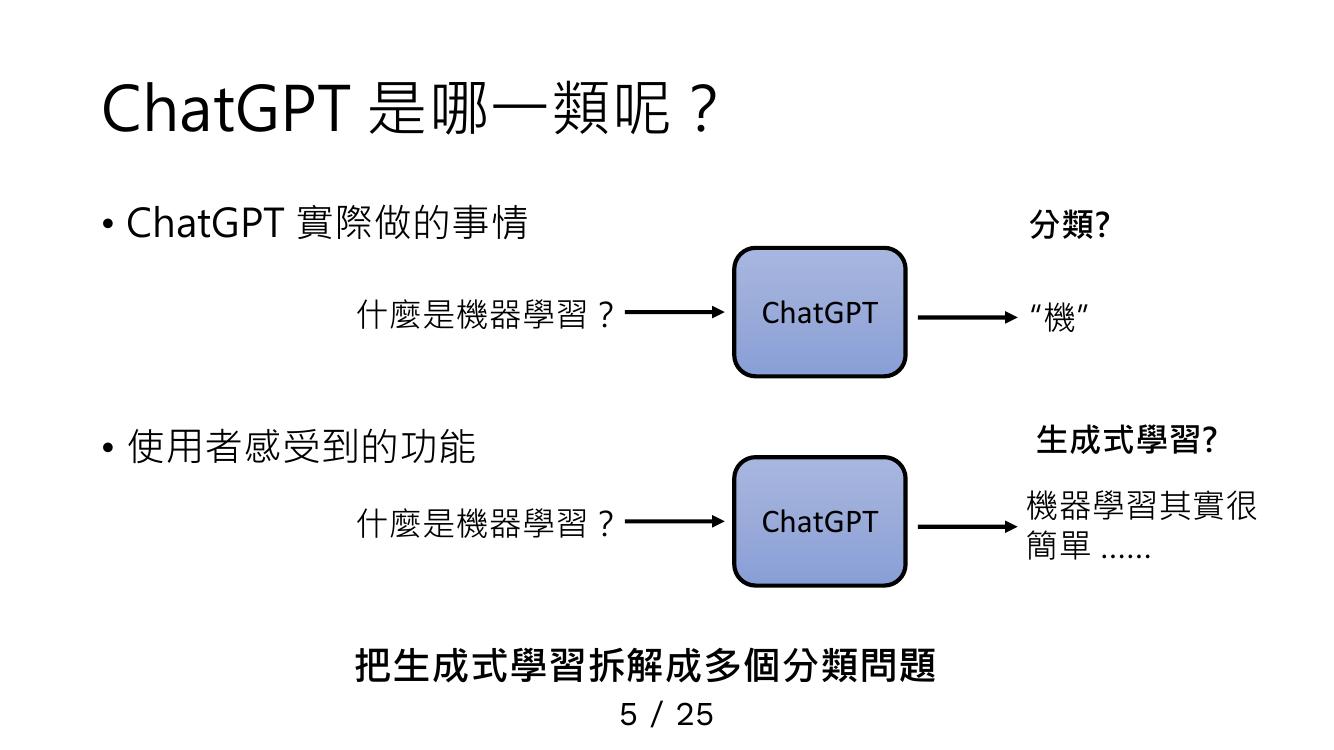 ChatGPT 是哪一類呢？
• ChatGPT 實際做的事情
分類?
什麼是機器學習？
ChatGPT
“機”
• 使用者感受到的功能
生成式學習?
什麼是機器學習？
ChatGPT
機器學習其實很
簡單 ......
把生成式學習拆解成多個分類問題
5 / 25